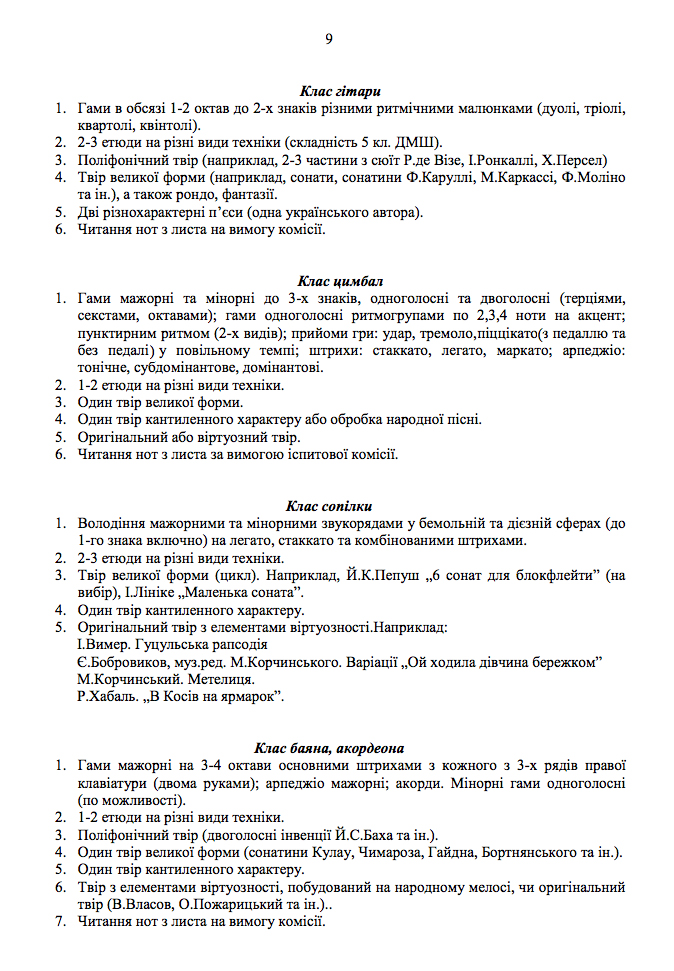 9
Клас гітари
1. Гами в обсязі 1-2 октав до 2-х знаків різними ритмічними малюнками (дуолі, тріолі,
квартолі, квінтолі).
2. 2-3 етюди на різні види техніки (складність 5 кл. ДМШ).
3. Поліфонічний твір (наприклад, 2-3 частини з сюїт Р.де Візе, І.Ронкаллі, Х.Персел)
4. Твір великої форми (наприклад, сонати, сонатини Ф.Каруллі, М.Каркассі, Ф.Моліно
та ін.), а також рондо, фантазії.
5. Дві різнохарактерні п’єси (одна українського автора).
6. Читання нот з листа на вимогу комісії.
Клас цимбал
1. Гами мажорні та мінорні до 3-х знаків, одноголосні та двоголосні (терціями,
секстами, октавами); гами одноголосні ритмогрупами по 2,3,4 ноти на акцент;
пунктирним ритмом (2-х видів); прийоми гри: удар, тремоло,піццікато(з педаллю та
без педалі) у повільному темпі; штрихи: стаккато, легато, маркато; арпеджіо:
тонічне, субдомінантове, домінантові.
2. 1-2 етюди на різні види техніки.
3. Один твір великої форми.
4. Один твір кантиленного характеру або обробка народної пісні.
5. Оригінальний або віртуозний твір.
6. Читання нот з листа за вимогою іспитової комісії.
Клас сопілки
1. Володіння мажорними та мінорними звукорядами у бемольній та дієзній сферах (до
1-го знака включно) на легато, стаккато та комбінованими штрихами.
2. 2-3 етюди на різні види техніки.
3. Твір великої форми (цикл). Наприклад, Й.К.Пепуш „6 сонат для блокфлейти” (на
вибір), І.Лініке „Маленька соната”.
4. Один твір кантиленного характеру.
5. Оригінальний твір з елементами віртуозності.Наприклад:
І.Вимер. Гуцульська рапсодія
Є.Бобровиков, муз.ред. М.Корчинського. Варіації „Ой ходила дівчина бережком”
М.Корчинський. Метелиця.
Р.Хабаль. „В Косів на ярмарок”.
Клас баяна, акордеона
1. Гами мажорні на 3-4 октави основними штрихами з кожного з 3-х рядів правої
клавіатури (двома руками); арпеджіо мажорні; акорди. Мінорні гами одноголосні
(по можливості).
2. 1-2 етюди на різні види техніки.
3. Поліфонічний твір (двоголосні інвенції Й.С.Баха та ін.).
4. Один твір великої форми (сонатини Кулау, Чимароза, Гайдна, Бортнянського та ін.).
5. Один твір кантиленного характеру.
6. Твір з елементами віртуозності, побудований на народному мелосі, чи оригінальний
твір (В.Власов, О.Пожарицький та ін.)..
7. Читання нот з листа на вимогу комісії.